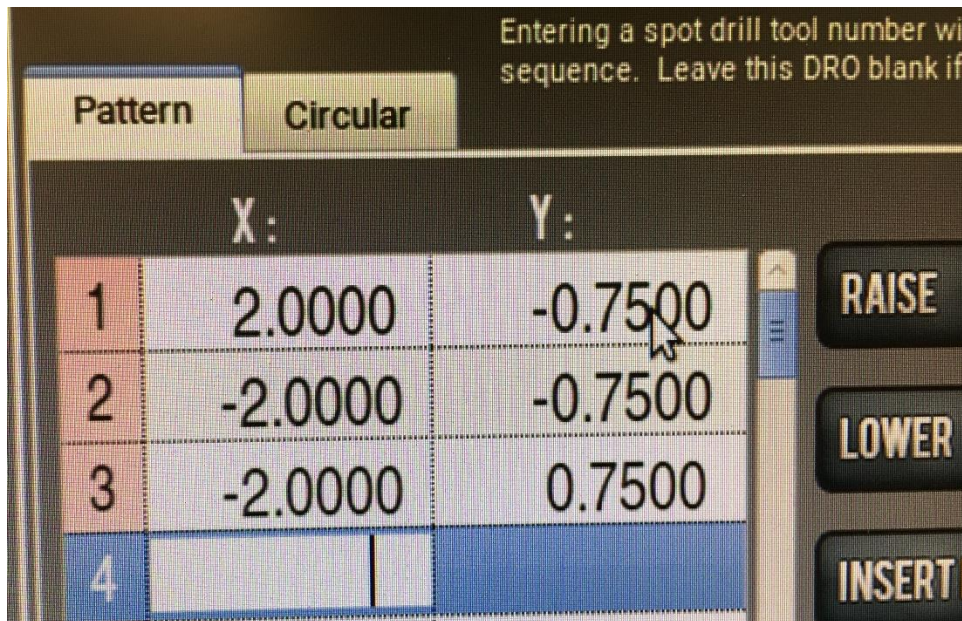 Entering a spot drill tool number
sequence. Leave this DRO blank if
Pattern Circular
X: Y:
1 2.0000 -0.7500 RAISE
2 -2.0000 -0.7500
LOWER
3 -2.0000 0.7500
4 INSERT